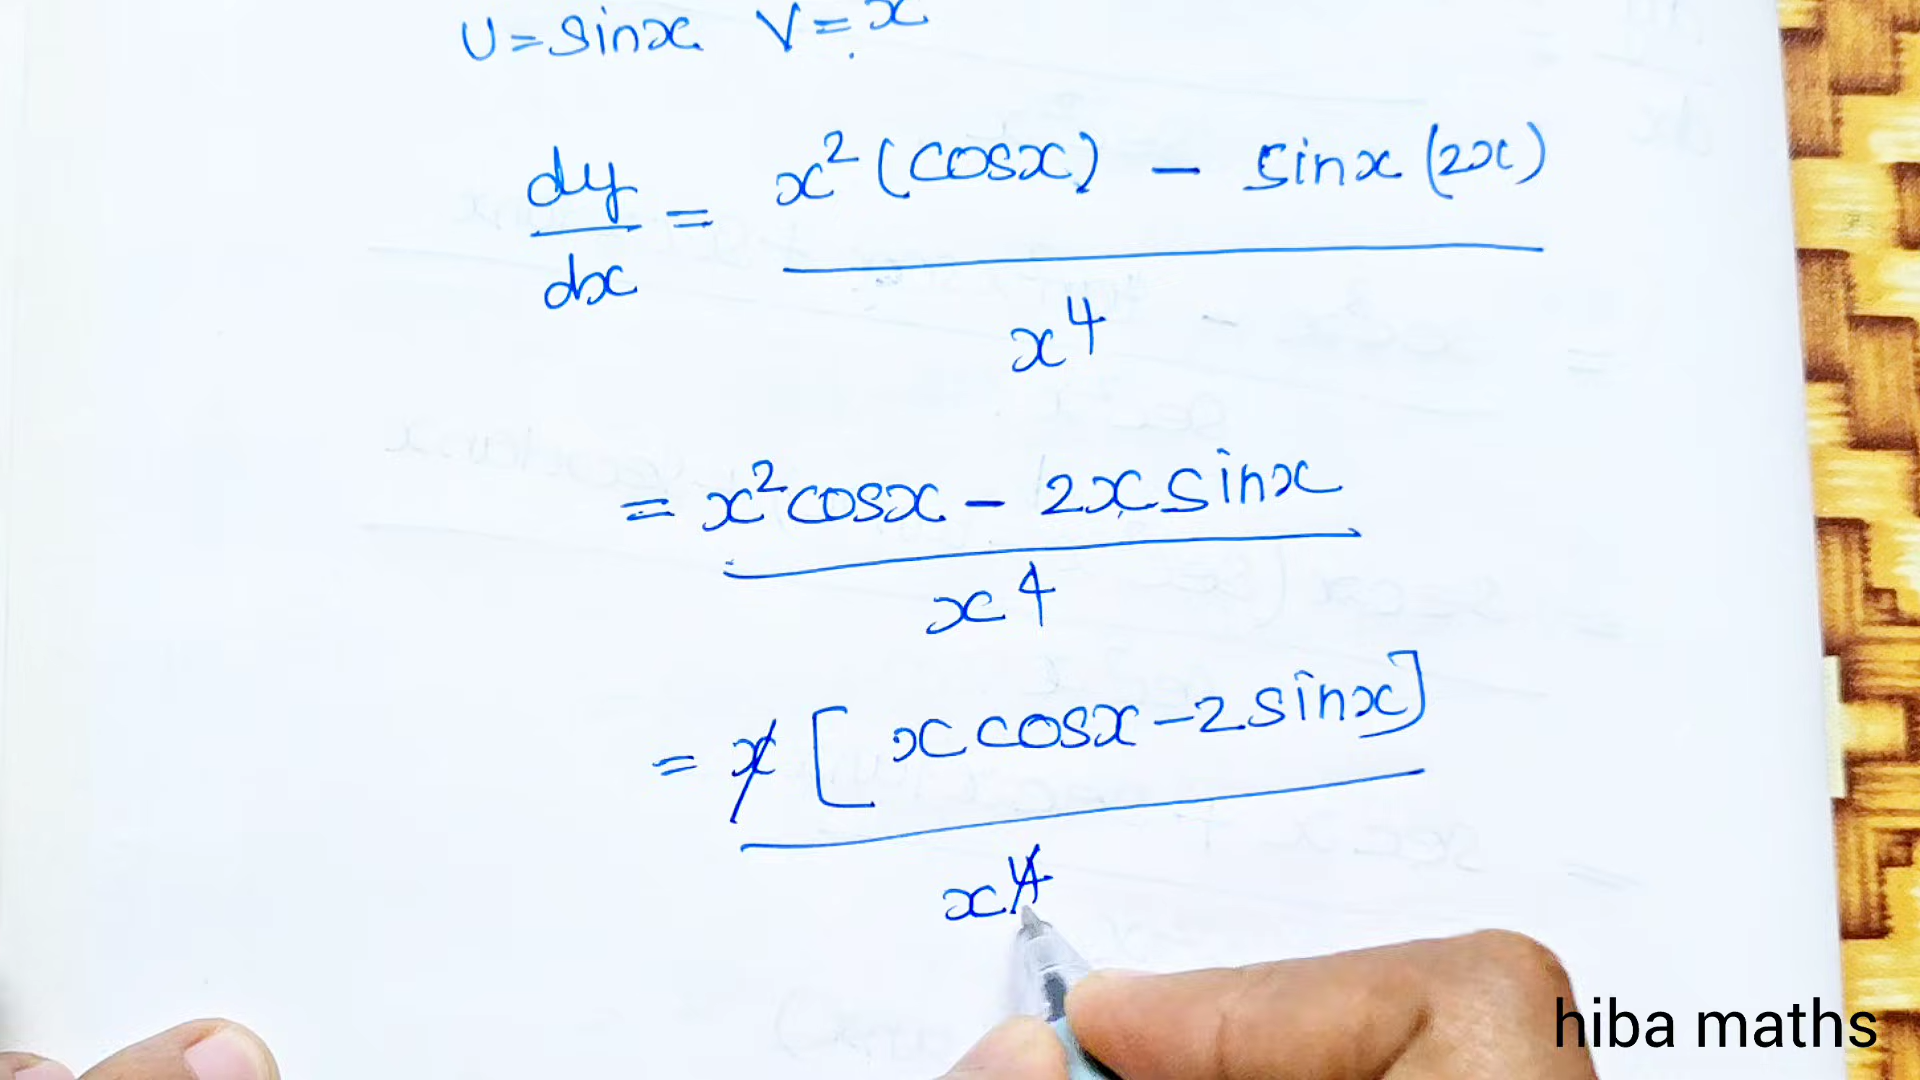 U = sinx V = x
dy/dx = x²(cosx) - sinx(2x) / x⁴
= x²cosx - 2xsinx / x⁴
= x[xcosx - 2sinx] / x⁴
hiba maths